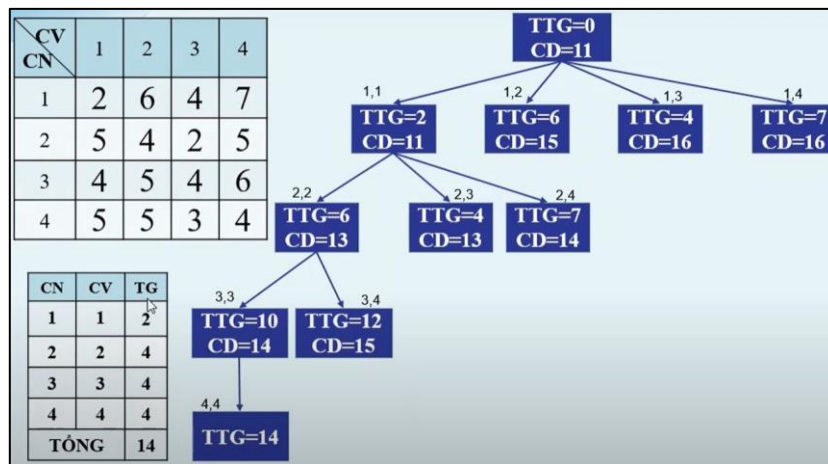 CV
CN
1 2 3 4
1 2 6 4 7
2 5 4 2 5
3 4 5 4 6
4 5 5 3 4
TTG=0
CD=11
1,1 1,2 1,3 1,4
TTG=2 TTG=6 TTG=4 TTG=7
CD=11 CD=15 CD=16 CD=16
2,2 2,3 2,4
TTG=6 TTG=4 TTG=7
CD=13 CD=13 CD=14
3,3 3,4
TTG=10 TTG=12
CD=14 CD=15
4,4
TTG=14
CN CV TG
1 1 2
2 2 4
3 3 4
4 4 4
TỔNG 14